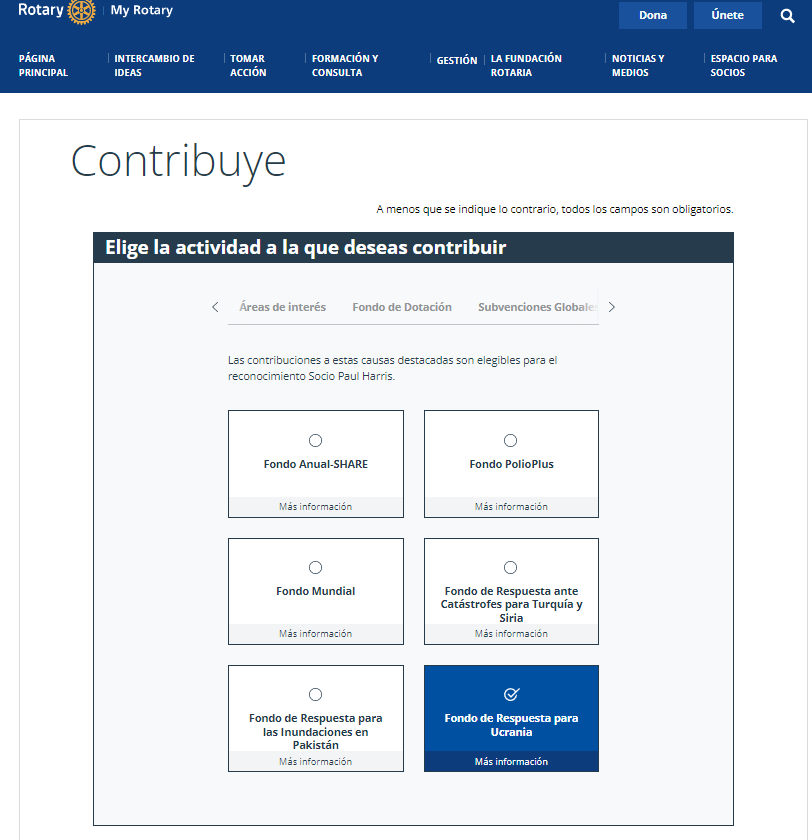 Rotary | My Rotary
Dona
Únete
PÁGINA PRINCIPAL
INTERCAMBIO DE IDEAS
TOMAR ACCIÓN
FORMACIÓN Y CONSULTA
GESTIÓN
LA FUNDACIÓN ROTARIA
NOTICIAS Y MEDIOS
ESPACIO PARA SOCIOS
Contribuye
A menos que se indique lo contrario, todos los campos son obligatorios.
Elige la actividad a la que deseas contribuir
Áreas de interés
Fondo de Dotación
Subvenciones Globales
Las contribuciones a estas causas destacadas son elegibles para el
reconocimiento Socio Paul Harris.
Fondo Anual-SHARE
Más información
Fondo PolioPlus
Más información
Fondo Mundial
Más información
Fondo de Respuesta ante
Catástrofes para Turquía y
Siria
Más información
Fondo de Respuesta para
las Inundaciones en
Pakistán
Más información
Fondo de Respuesta para
Ucrania
Más información